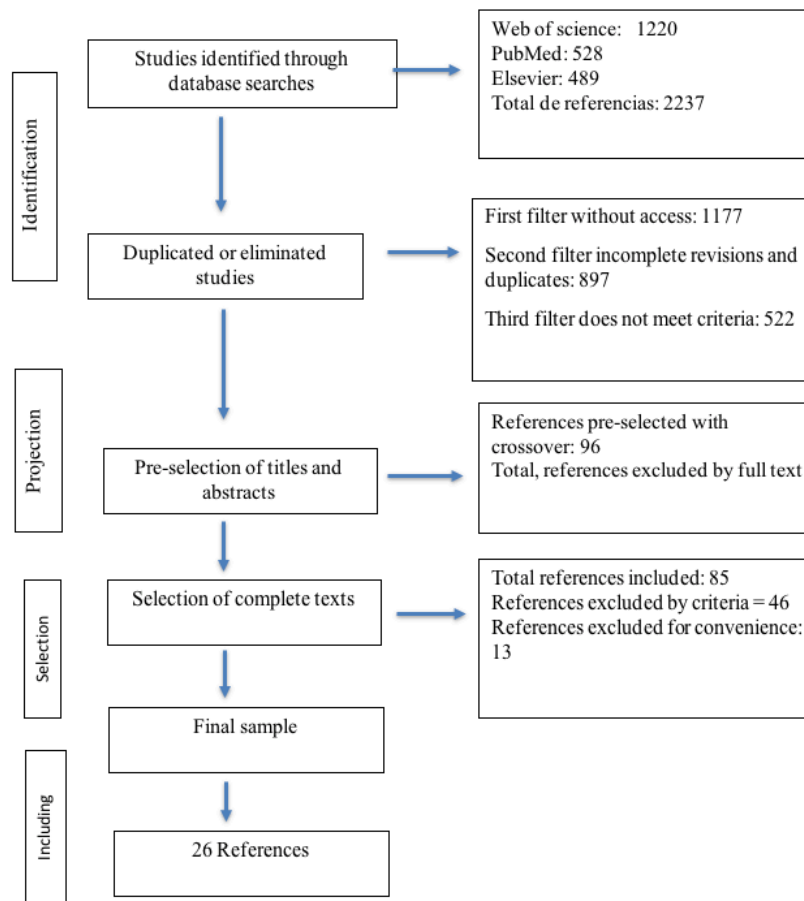 Identification
Studies identified through
database searches
Web of science: 1220
PubMed: 528
Elsevier: 489
Total de referencias: 2237
Duplicated or eliminated
studies
First filter without access: 1177
Second filter incomplete revisions and
duplicates: 897
Third filter does not meet criteria: 522
Projection
Pre-selection of titles and
abstracts
References pre-selected with
crossover: 96
Total, references excluded by full text
Selection
Selection of complete texts
Total references included: 85
References excluded by criteria = 46
References excluded for convenience:
13
Final sample
Including
26 References